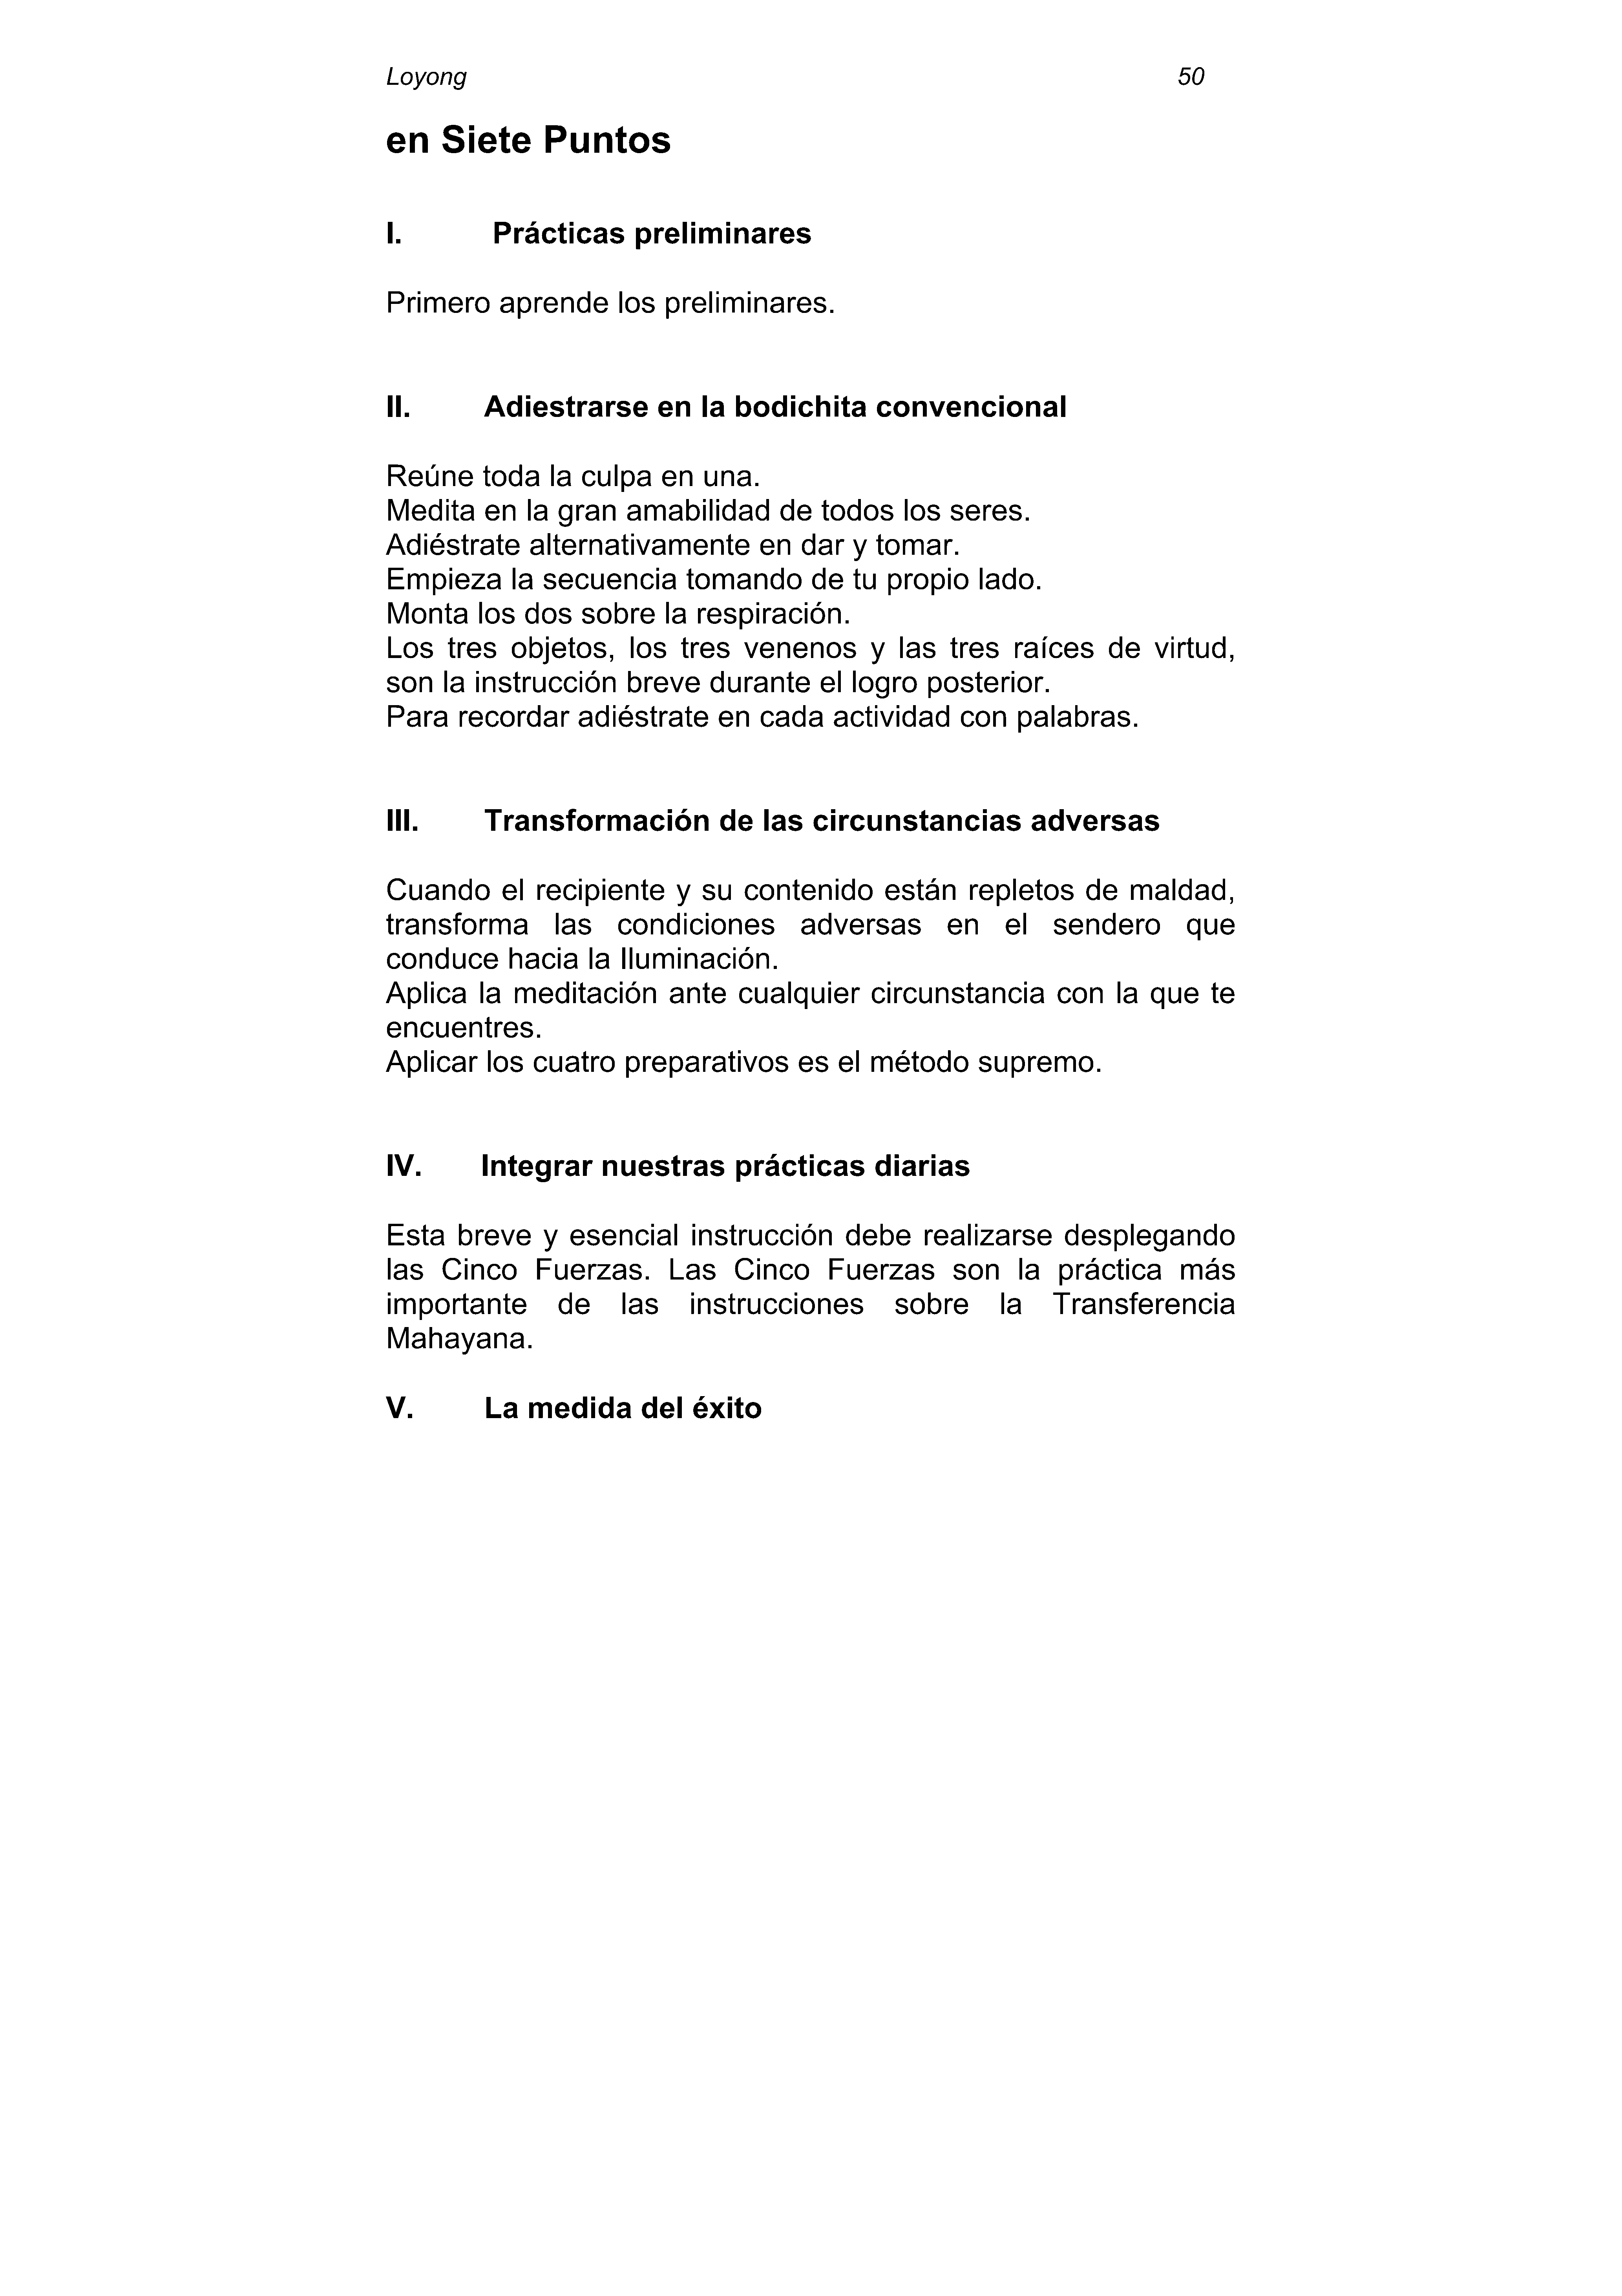 Loyong 50
en Siete Puntos
I. Prácticas preliminares
Primero aprende los preliminares.
II. Adiestrarse en la bodichita convencional
Reúne toda la culpa en una.
Medita en la gran amabilidad de todos los seres.
Adiéstrate alternativamente en dar y tomar.
Empieza la secuencia tomando de tu propio lado.
Monta los dos sobre la respiración.
Los tres objetos, los tres venenos y las tres raíces de virtud,
son la instrucción breve durante el logro posterior.
Para recordar adiéstrate en cada actividad con palabras.
III. Transformación de las circunstancias adversas
Cuando el recipiente y su contenido están repletos de maldad,
transforma las condiciones adversas en el sendero que
conduce hacia la Iluminación.
Aplica la meditación ante cualquier circunstancia con la que te
encuentres.
Aplicar los cuatro preparativos es el método supremo.
IV. Integrar nuestras prácticas diarias
Esta breve y esencial instrucción debe realizarse desplegando
las Cinco Fuerzas. Las Cinco Fuerzas son la práctica más
importante de las instrucciones sobre la Transferencia
Mahayana.
V. La medida del éxito